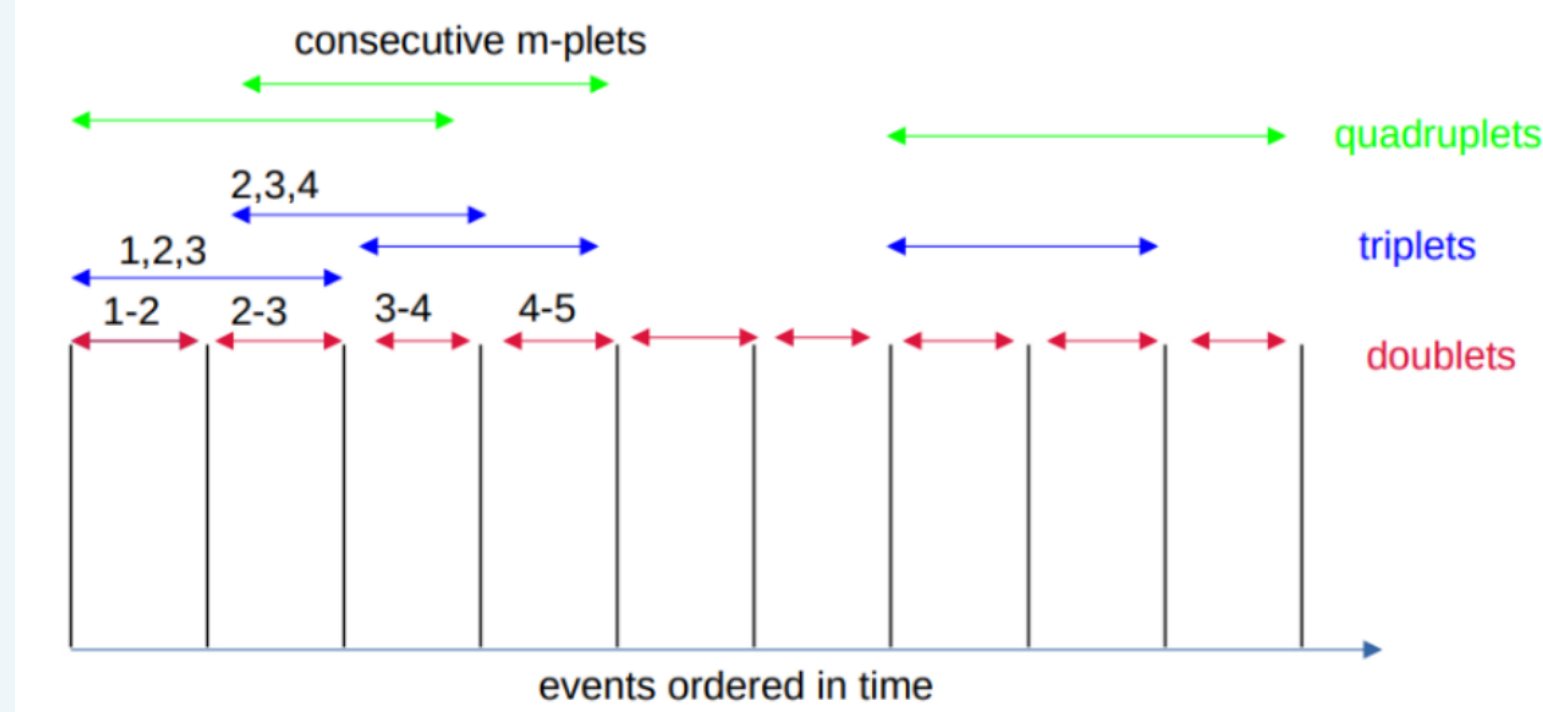 consecutive m-plets
quadruplets
2,3,4
1,2,3
triplets
1-2 2-3 3-4 4-5
doublets
events ordered in time